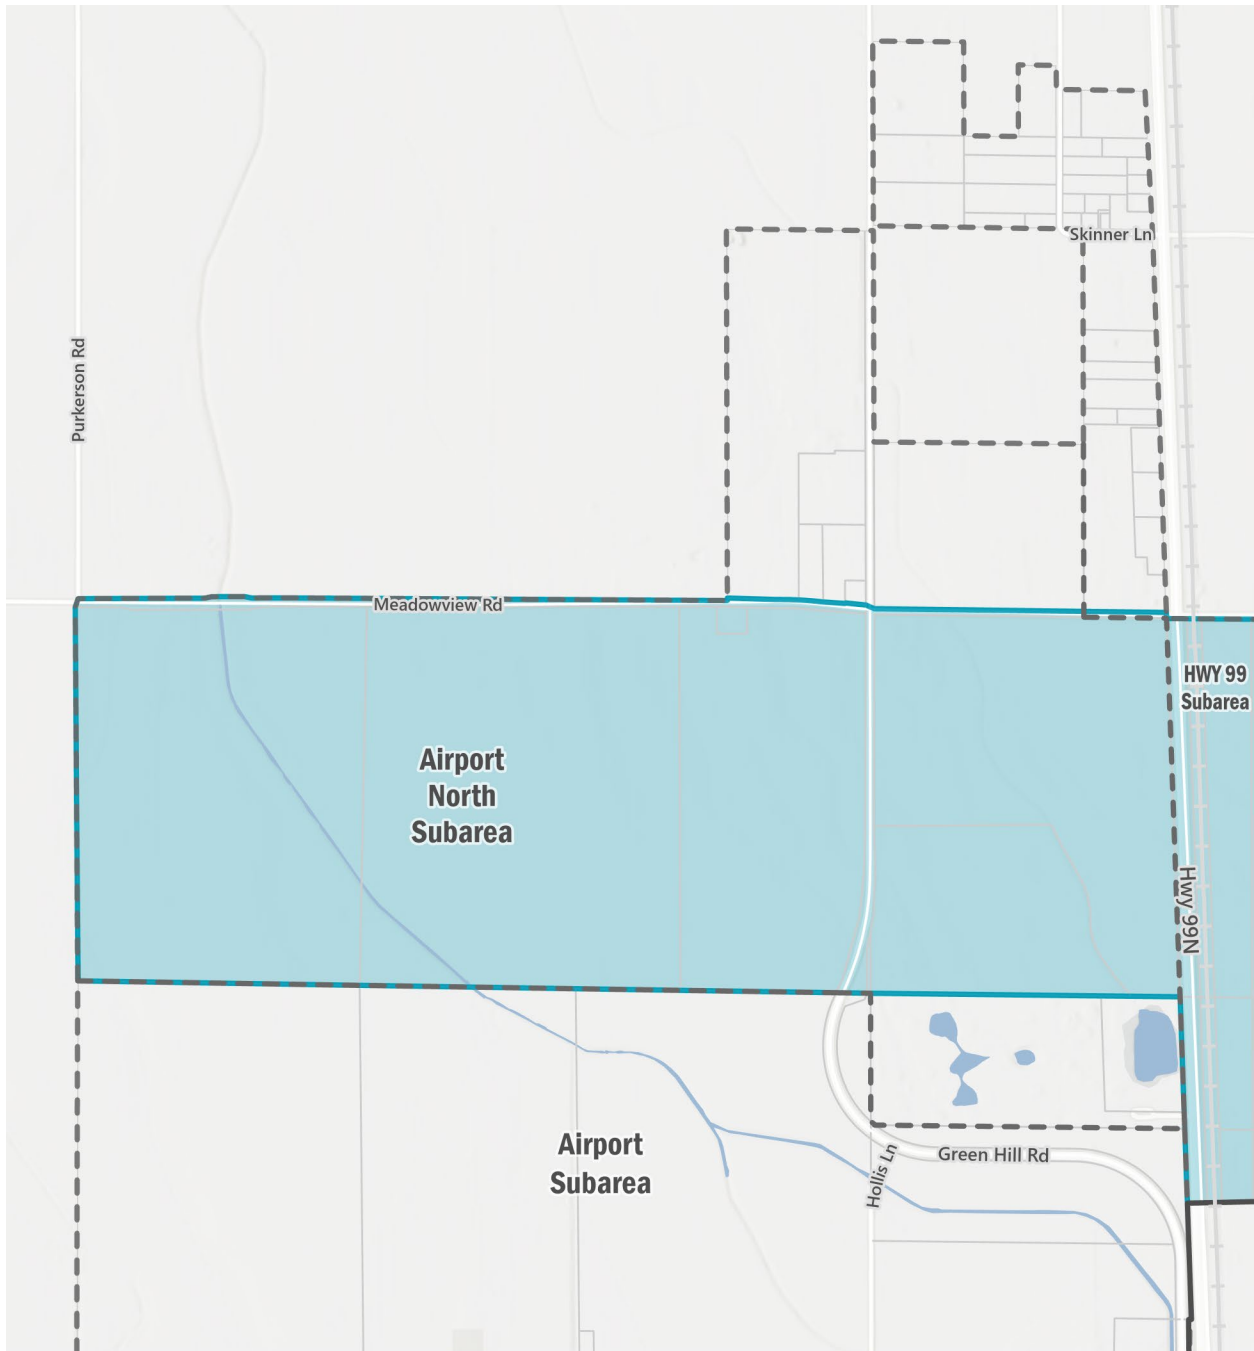 Skinner Ln
Purkerson Rd
Meadowview Rd
HWY 99
Subarea
Airport
North
Subarea
Hwy 99N
Airport
Subarea
Hollis Ln
Green Hill Rd